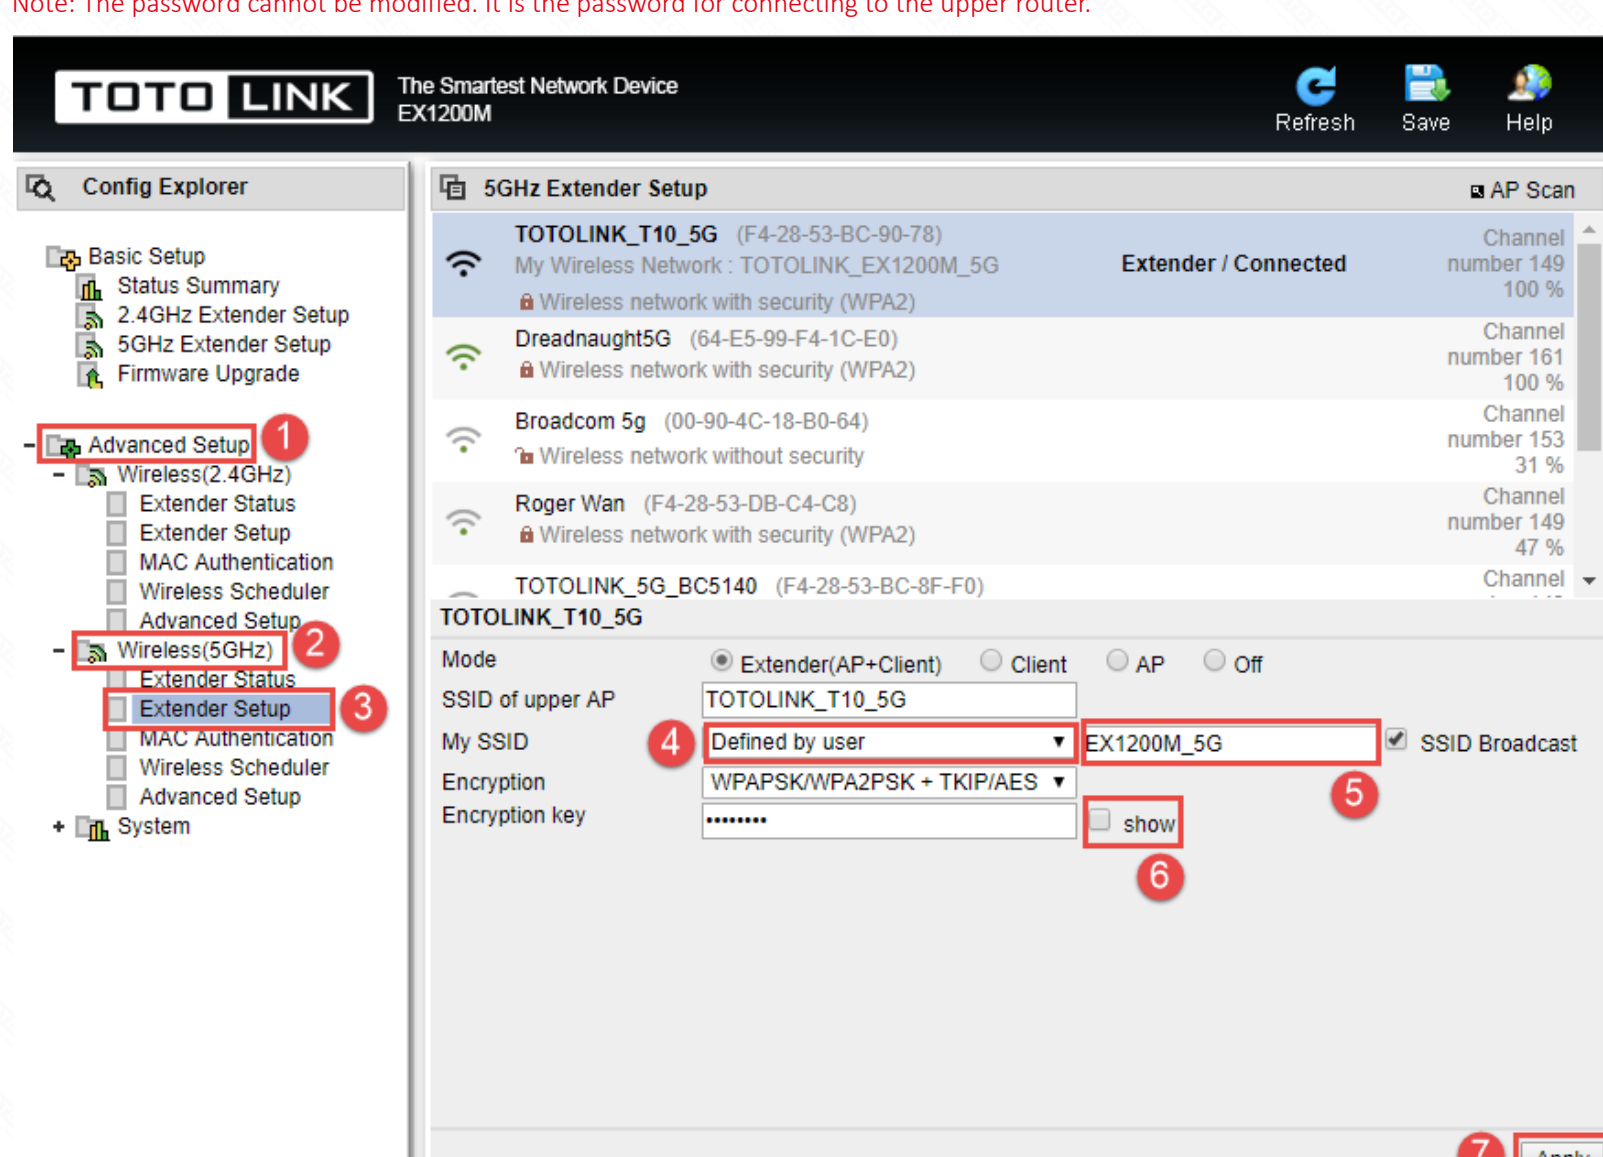 Note: The password cannot be modified. It is the password for connecting to the upper router.
TOTO LINK
The Smartest Network Device
EX1200M
Refresh
Save
Help
Config Explorer
Basic Setup
Status Summary
2.4GHz Extender Setup
5GHz Extender Setup
Firmware Upgrade
Advanced Setup
1
Wireless(2.4GHz)
Extender Status
Extender Setup
MAC Authentication
Wireless Scheduler
Advanced Setup
Wireless(5GHz)
2
Extender Status
Extender Setup
3
MAC Authentication
Wireless Scheduler
Advanced Setup
System
5GHz Extender Setup
AP Scan
TOTOLINK_T10_5G (F4-28-53-BC-90-78)
My Wireless Network : TOTOLINK_EX1200M_5G
Wireless network with security (WPA2)
Extender / Connected
Channel
number 149
100 %
Dreadnaught5G (64-E5-99-F4-1C-E0)
Wireless network with security (WPA2)
Channel
number 161
100 %
Broadcom 5g (00-90-4C-18-B0-64)
Wireless network without security
Channel
number 153
31 %
Roger Wan (F4-28-53-DB-C4-C8)
Wireless network with security (WPA2)
Channel
number 149
47 %
TOTOLINK_5G_BC5140 (F4-28-53-BC-8F-F0)
Channel
TOTOLINK_T10_5G
Mode Extender(AP+Client) Client AP Off
SSID of upper AP TOTOLINK_T10_5G
My SSID 4 Defined by user EX1200M_5G SSID Broadcast
5
Encryption WPAPSK/WPA2PSK + TKIP/AES
Encryption key •••••••• show
6
7 Apply